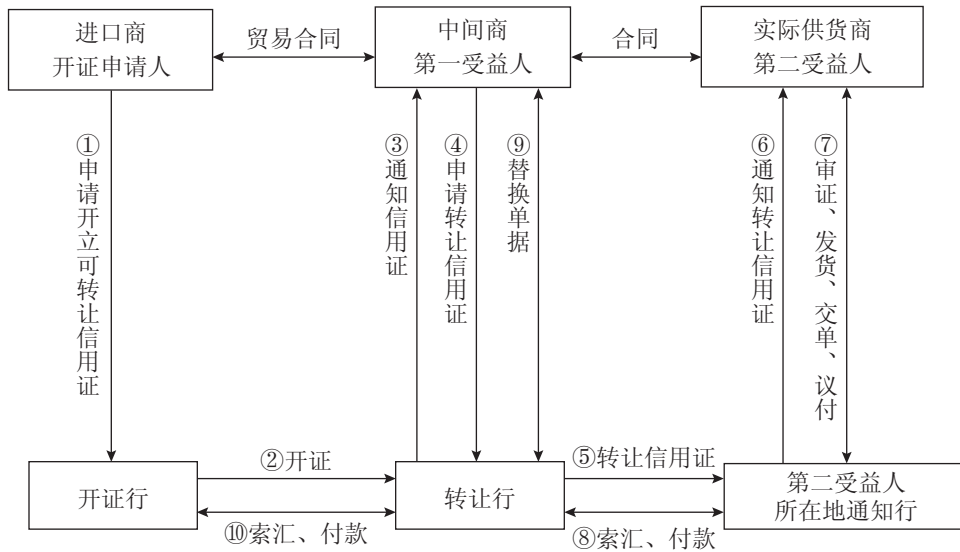 进口商
开证申请人
贸易合同
中间商
第一受益人
合同
实际供货商
第二受益人
①申请开立可转让信用证
③通知信用证
④申请转让信用证
⑨替换单据
⑥通知转让信用证
⑦审证、发货、交单、议付
开证行
②开证
⑩索汇、付款
转让行
⑤转让信用证
⑧索汇、付款
第二受益人
所在地通知行